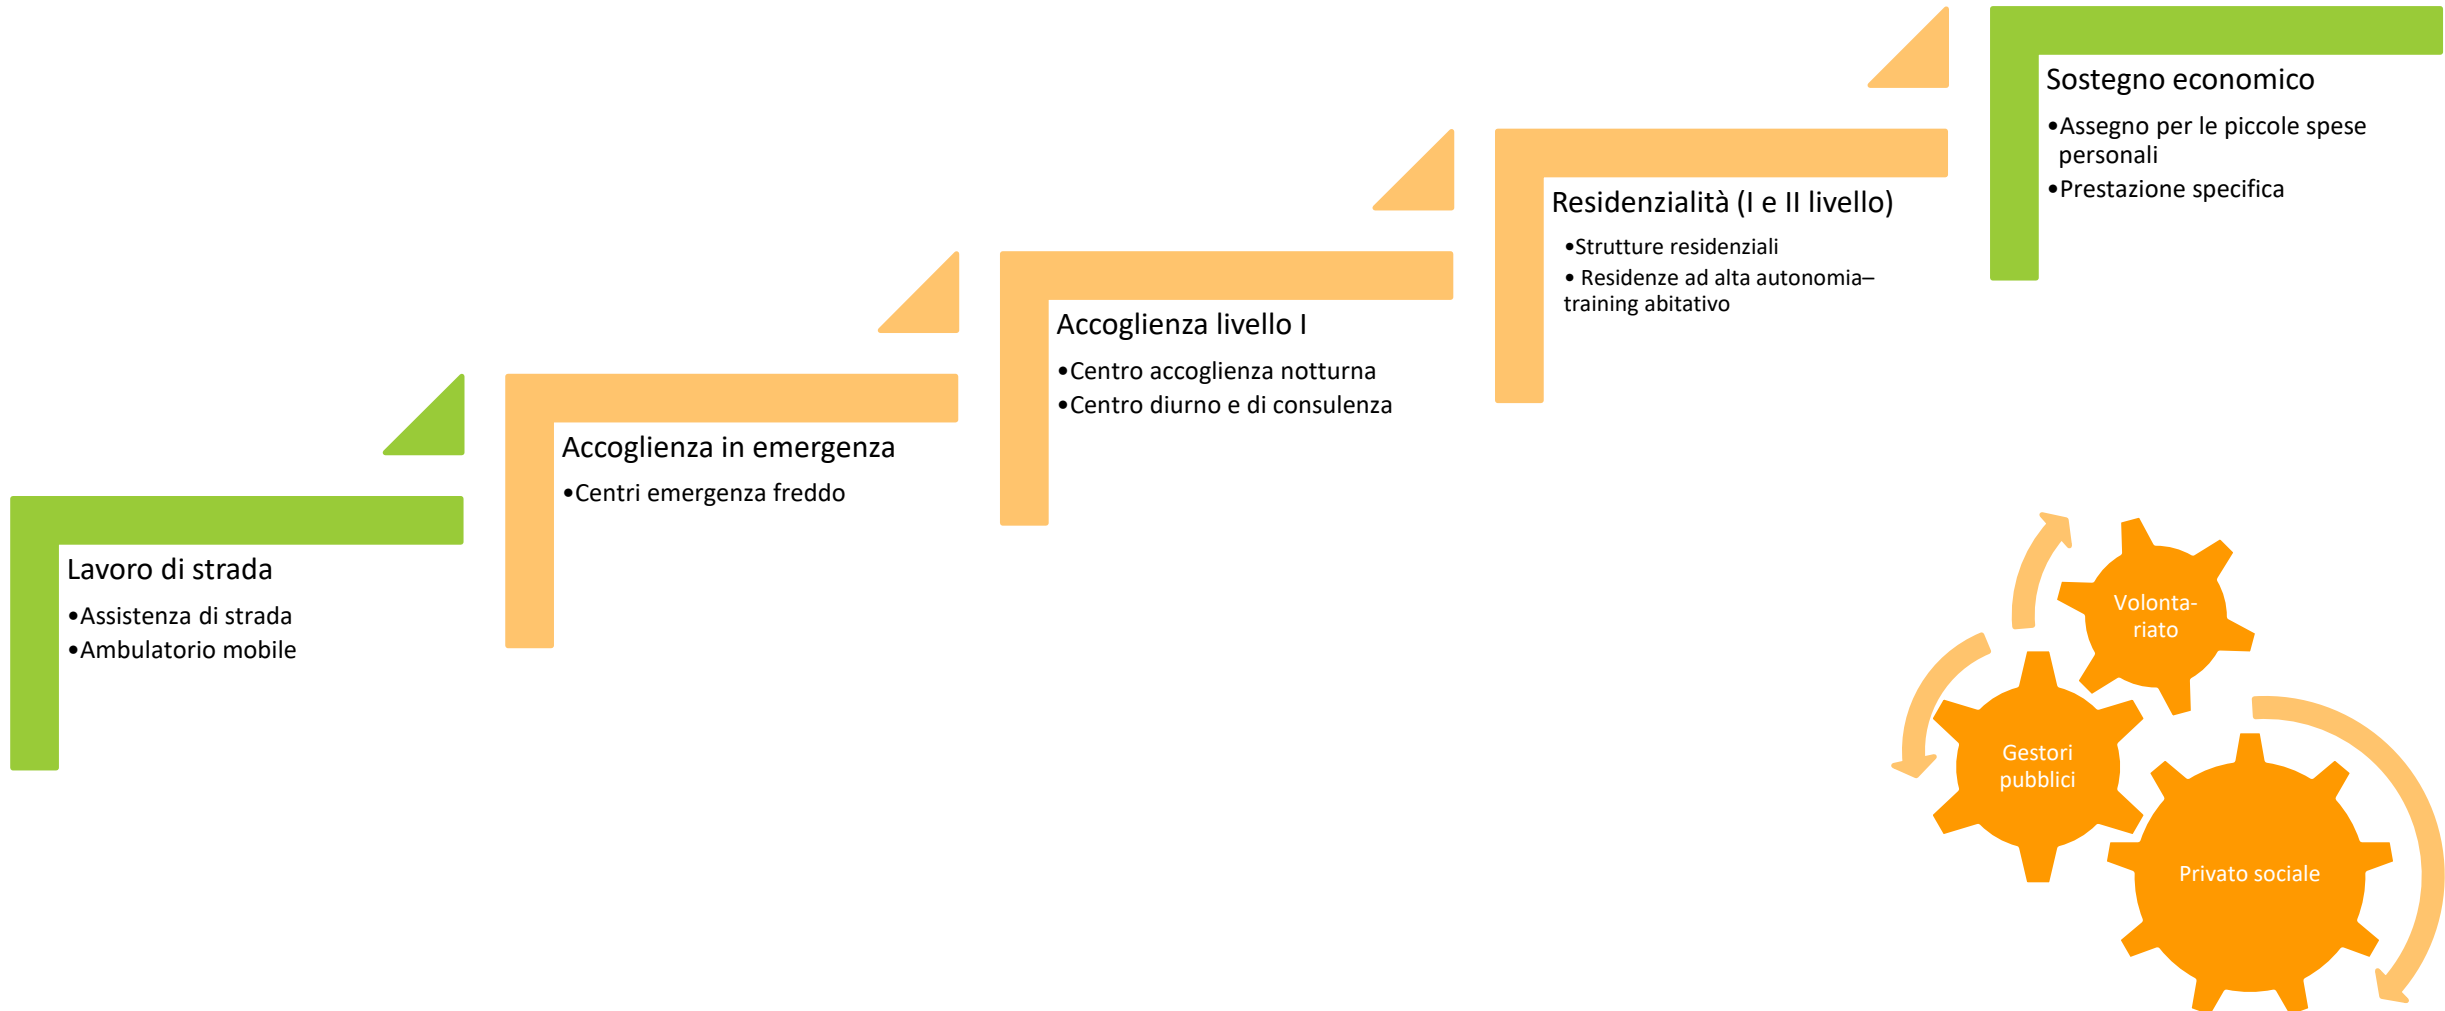 Lavoro di strada
•Assistenza di strada
•Ambulatorio mobile
Accoglienza in emergenza
•Centri emergenza freddo
Accoglienza livello I
•Centro accoglienza notturna
•Centro diurno e di consulenza
Residenzialità (I e II livello)
•Strutture residenziali
• Residenze ad alta autonomia–
training abitativo
Sostegno economico
•Assegno per le piccole spese
personali
•Prestazione specifica
Volonta-
riato
Gestori
pubblici
Privato sociale